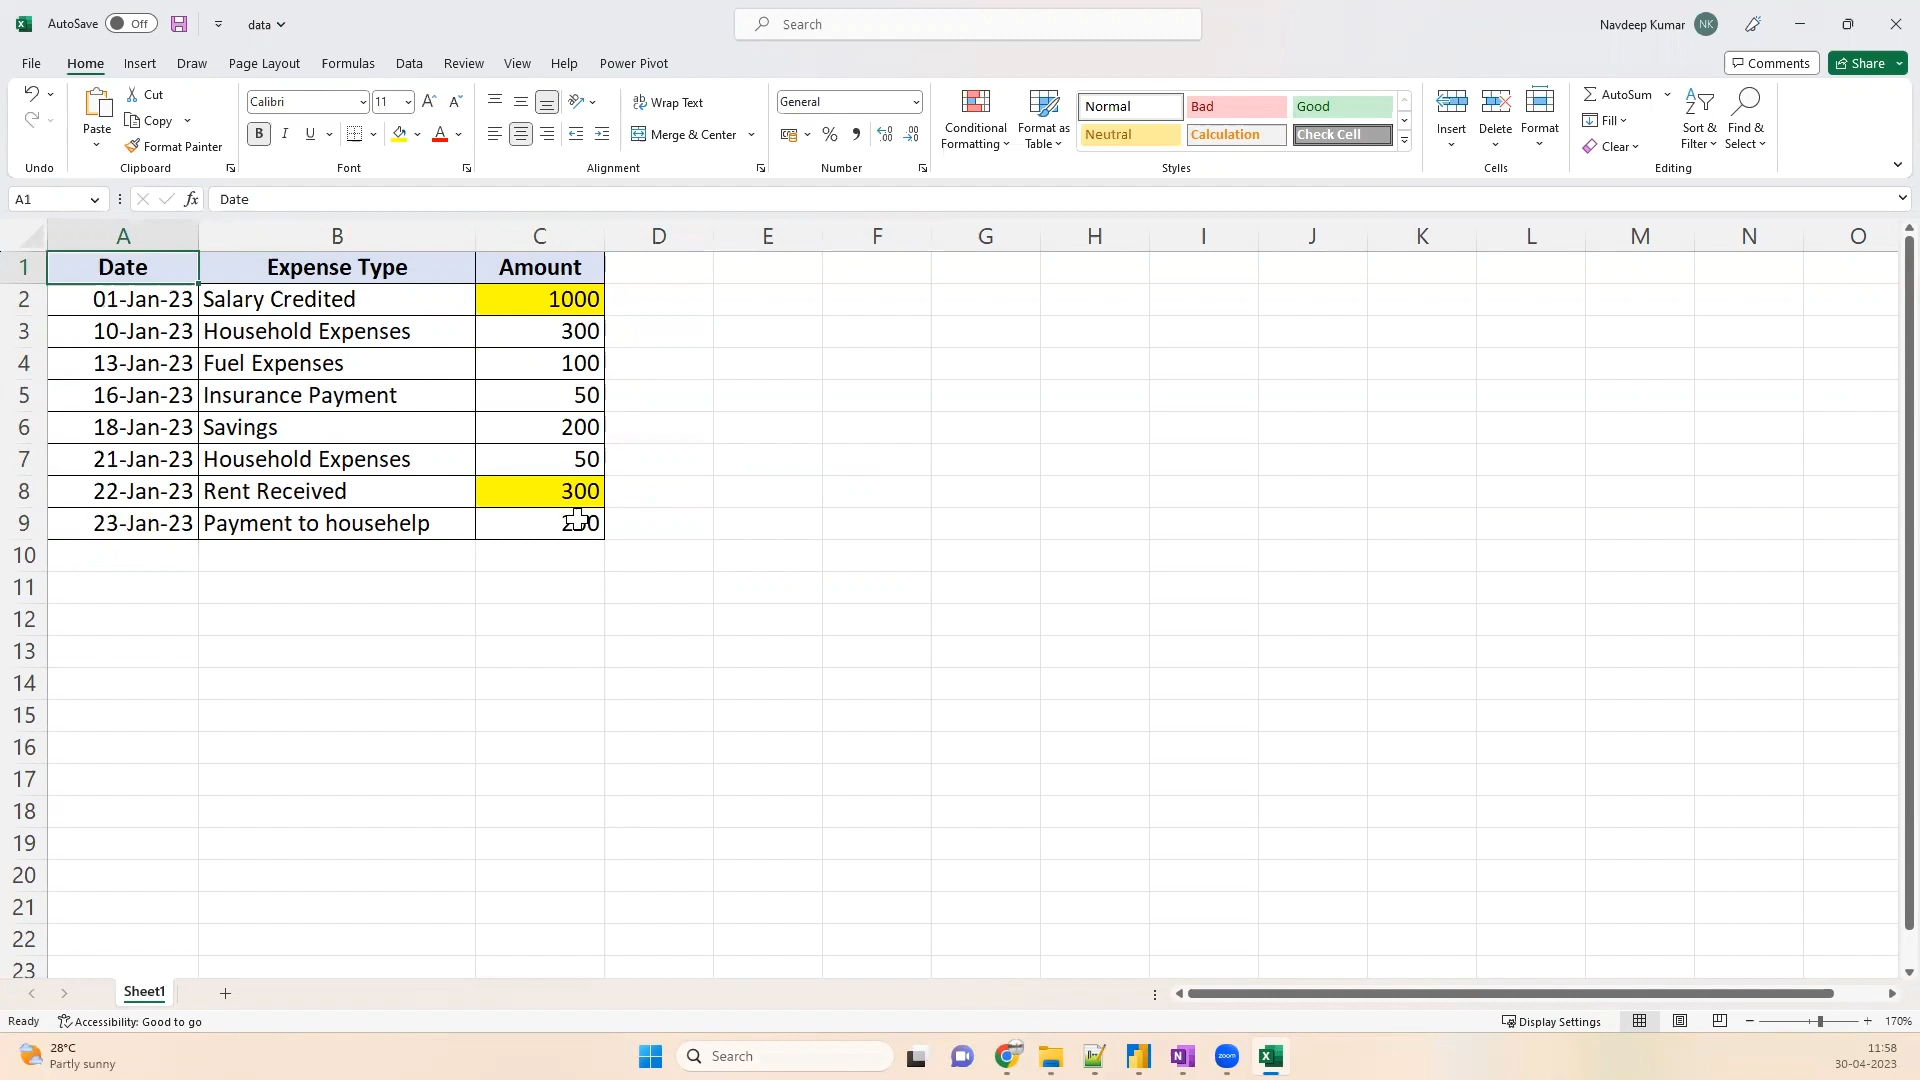 AutoSave Off data Search Navdeep Kumar NK
File Home Insert Draw Page Layout Formulas Data Review View Help Power Pivot Comments Share
Paste Cut
Copy
Format Painter
Calibri 11
B I U A
ab Wrap Text
Merge & Center
General
% ,
Conditional Formatting
Format as Table
Normal Bad Good
Neutral Calculation Check Cell
Insert Delete Format
AutoSum
Fill
Clear
Sort & Filter
Find & Select
Undo Clipboard Font Alignment Number Styles Cells Editing
A1 fx Date
A B C D E F G H I J K L M N O
1 Date Expense Type Amount
2 01-Jan-23 Salary Credited 1000
3 10-Jan-23 Household Expenses 300
4 13-Jan-23 Fuel Expenses 100
5 16-Jan-23 Insurance Payment 50
6 18-Jan-23 Savings 200
7 21-Jan-23 Household Expenses 50
8 22-Jan-23 Rent Received 300
9 23-Jan-23 Payment to househelp
10
11
12
13
14
15
16
17
18
19
20
21
22
23
Sheet1
Ready Accessibility: Good to go Display Settings 170%
28°C
Partly sunny
Search
zoom
11:58
30-04-2023